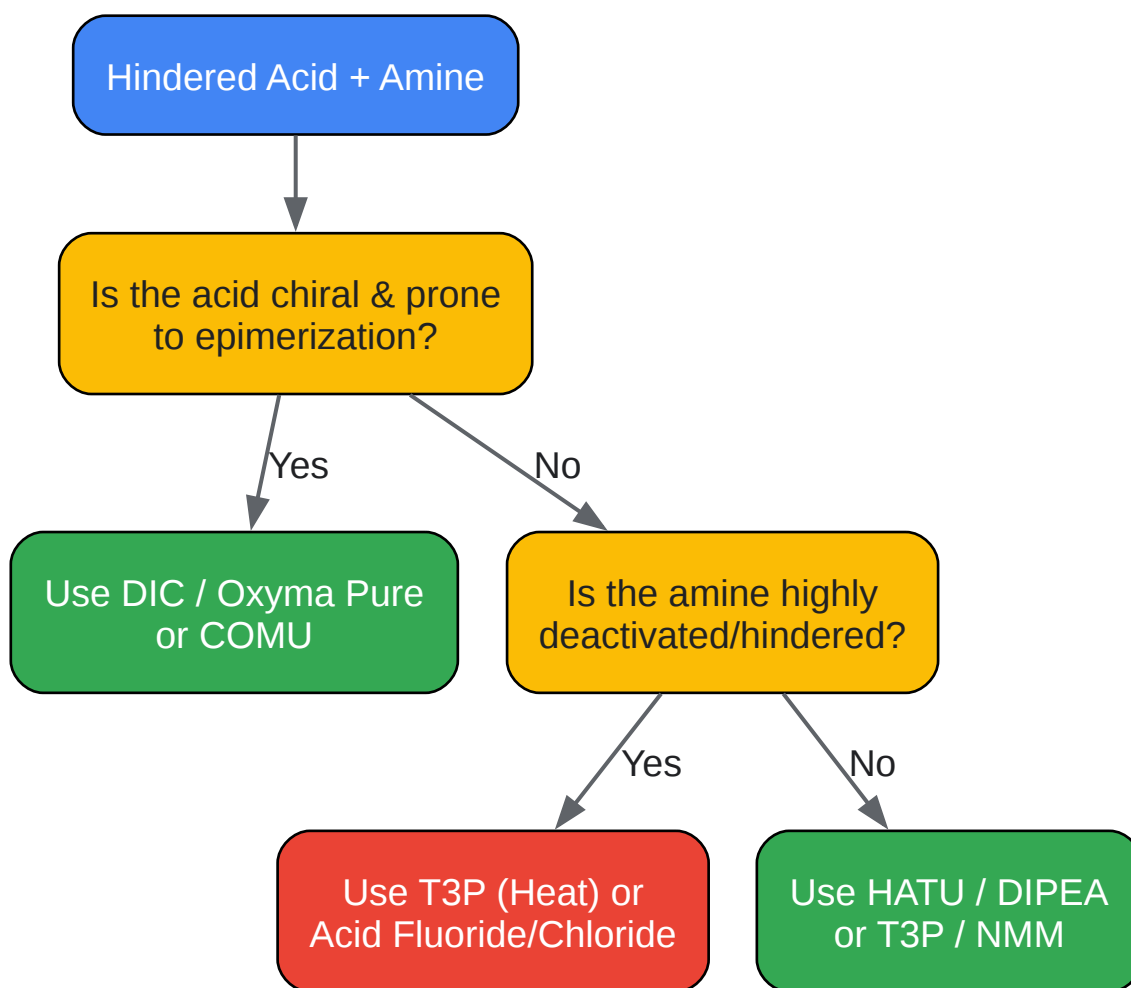 Hindered Acid + Amine
Is the acid chiral & prone
to epimerization?
Yes
No
Use DIC / Oxyma Pure
or COMU
Is the amine highly
deactivated/hindered?
Yes
No
Use T3P (Heat) or
Acid Fluoride/Chloride
Use HATU / DIPEA
or T3P / NMM